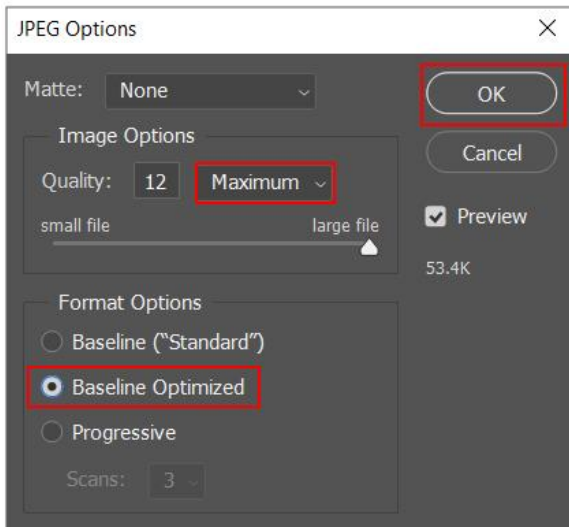 JPEG Options
Matte: None
OK
Image Options
Cancel
Quality: 12 Maximum
Preview
small file large file
53.4K
Format Options
Baseline (“Standard”)
Baseline Optimized
Progressive
Scans: 3